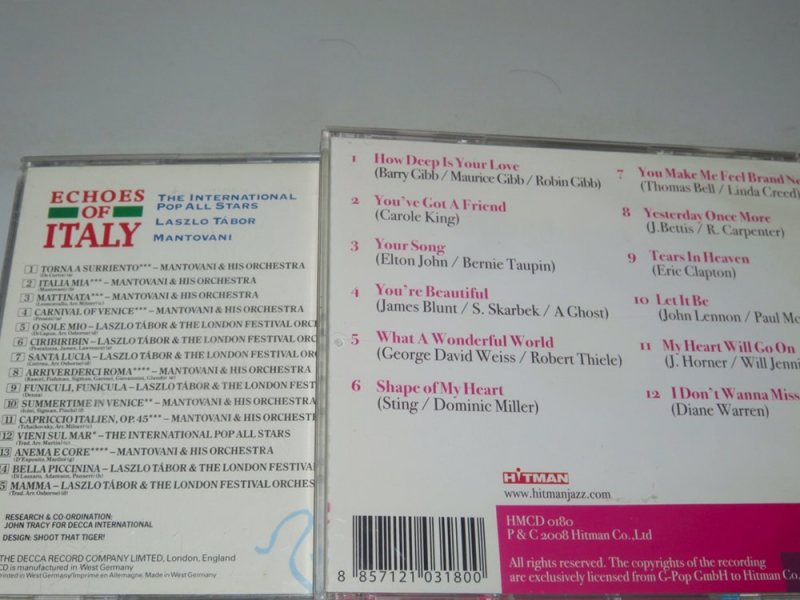 ECHOES
OF
ITALY
THE INTERNATIONAL
POP ALL STARS
LASZLO TÁBOR
MANTOVANI
1 TORNA A SURRIENTO*** – MANTOVANI & HIS ORCHESTRA
2 ITALIA MIA*** – MANTOVANI & HIS ORCHESTRA
(Mantovani)
3 MATTINATA*** – MANTOVANI & HIS ORCHESTRA
4 CARNIVAL OF VENICE*** – MANTOVANI & HIS ORCHESTRA
5 O SOLE MIO – LASZLO TÁBOR & THE LONDON FESTIVAL ORC
6 CIRIBIRIBIN – LASZLO TÁBOR & THE LONDON FESTIVAL OR
7 SANTA LUCIA – LASZLO TÁBOR & THE LONDON FESTIVAL O
8 ARRIVERDERCI ROMA**** – MANTOVANI & HIS ORCHESTRA
9 FUNICULI, FUNICULA – LASZLO TÁBOR & THE LONDON FEST
(Denza)
10 SUMMERTIME IN VENICE** – MANTOVANI & HIS ORCHESTRA
11 CAPRICCIO ITALIEN, OP. 45*** – MANTOVANI & HIS ORCHEST
12 VIENI SUL MAR* – THE INTERNATIONAL POP ALL STARS
13 ANEMA E CORE**** – MANTOVANI & HIS ORCHESTRA
4 BELLA PICCININA – LASZLO TÁBOR & THE LONDON FESTIVAL
5 MAMMA – LASZLO TÁBOR & THE LONDON FESTIVAL ORCHES
RESEARCH & CO-ORDINATION:
JOHN TRACY FOR DECCA INTERNATIONAL
DESIGN: SHOOT THAT TIGER!
THE DECCA RECORD COMPANY LIMTED, London, England
CD is manufactured in West Germany
Printed in West Germany/Imprimé en Allemagne. Made in West Germany
1 How Deep Is Your Love
(Barry Gibb / Maurice Gibb / Robin Gibb)
2 You've Got A Friend
(Carole King)
3 Your Song
(Elton John / Bernie Taupin)
4 You're Beautiful
(James Blunt / S. Skarbek / A Ghost)
5 What A Wonderful World
(George David Weiss / Robert Thiele)
6 Shape of My Heart
(Sting / Dominic Miller)
7 You Make Me Feel Brand Ne
(Thomas Bell / Linda Creed)
8 Yesterday Once More
(J.Bettis / R. Carpenter)
9 Tears In Heaven
(Eric Clapton)
10 Let It Be
(John Lennon / Paul Mc
11 My Heart Will Go On
(J. Horner / Will Jenni
12 I Don't Wanna Miss
(Diane Warren)
HITMAN
www.hitmanjazz.com
HMCD 0180
P & C 2008 Hitman Co.,Ltd
All rights reserved. The copyrights of the recording
are exclusively licensed from G-Pop GmbH to Hitman Co.,
8 857121 031800